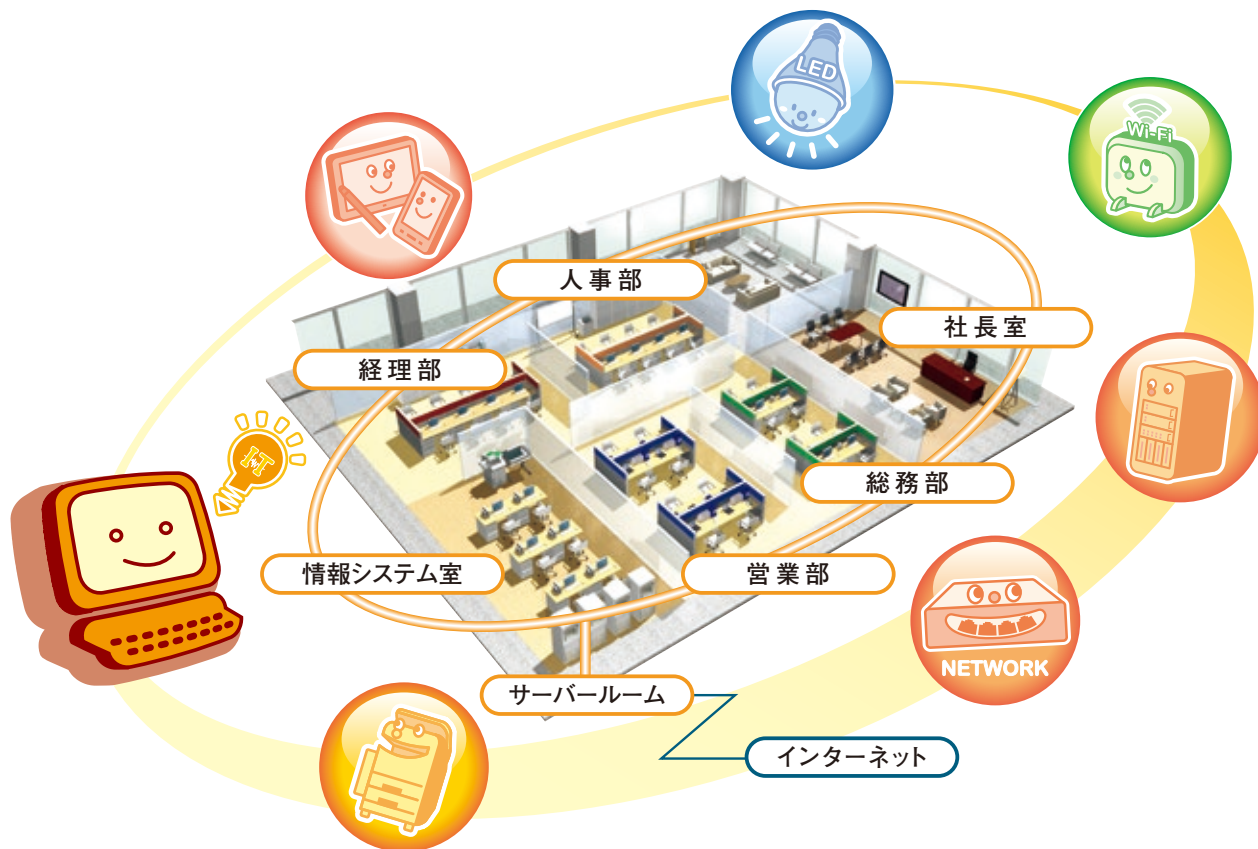 LED
Wi-Fi
人事部
社長室
経理部
総務部
情報システム室
営業部
NETWORK
サーバールーム
インターネット